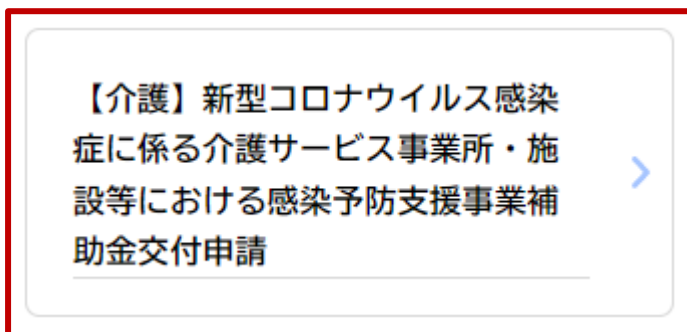 【介護】新型コロナウイルス感染
症に係る介護サービス事業所・施
設等における感染予防支援事業補
助金交付申請